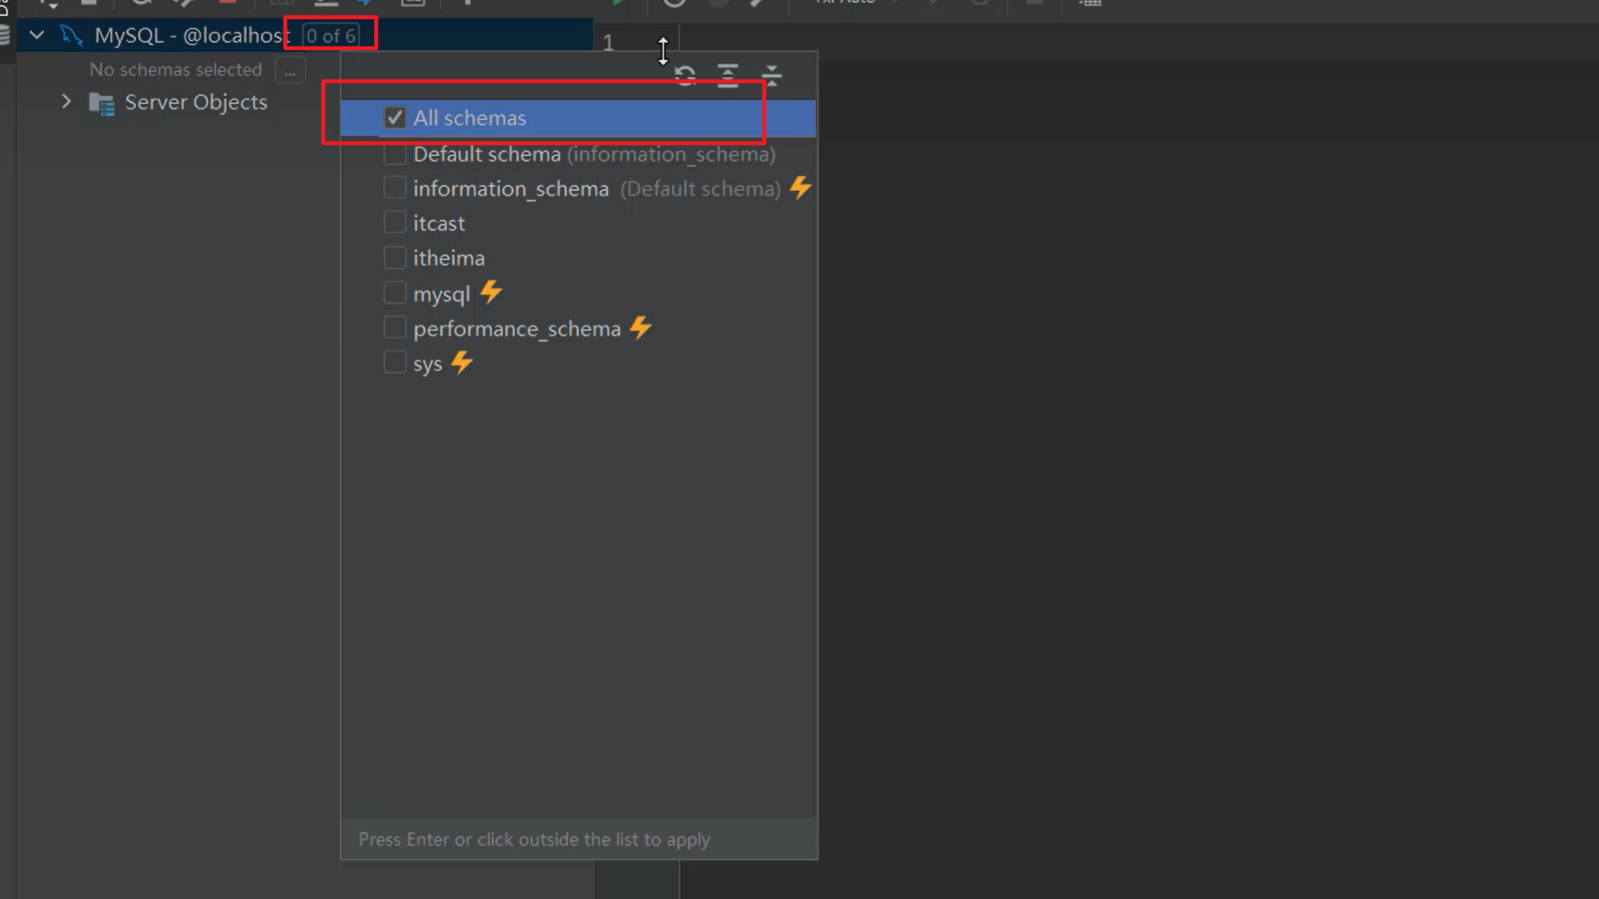 MySQL - @localhost 0 of 6
1
No schemas selected ...
Server Objects
All schemas
Default schema (information_schema)
information_schema (Default schema)
itcast
itheima
mysql
performance_schema
sys
Press Enter or click outside the list to apply